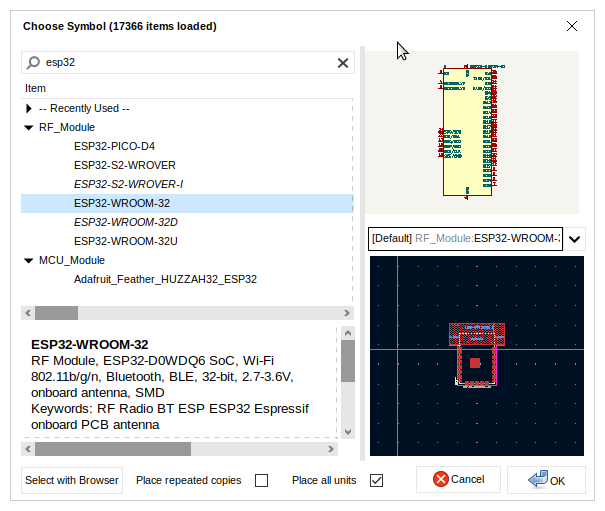 Choose Symbol (17366 items loaded)
esp32
Item
-- Recently Used --
RF_Module
ESP32-PICO-D4
ESP32-S2-WROVER
ESP32-S2-WROVER-I
ESP32-WROOM-32
ESP32-WROOM-32D
ESP32-WROOM-32U
MCU_Module
Adafruit_Feather_HUZZAH32_ESP32
[Default] RF_Module:ESP32-WROOM-
ESP32-WROOM-32
RF Module, ESP32-D0WDQ6 SoC, Wi-Fi
802.11b/g/n, Bluetooth, BLE, 32-bit, 2.7-3.6V,
onboard antenna, SMD
Keywords: RF Radio BT ESP ESP32 Espressif
onboard PCB antenna
Select with Browser
Place repeated copies
Place all units
Cancel
OK